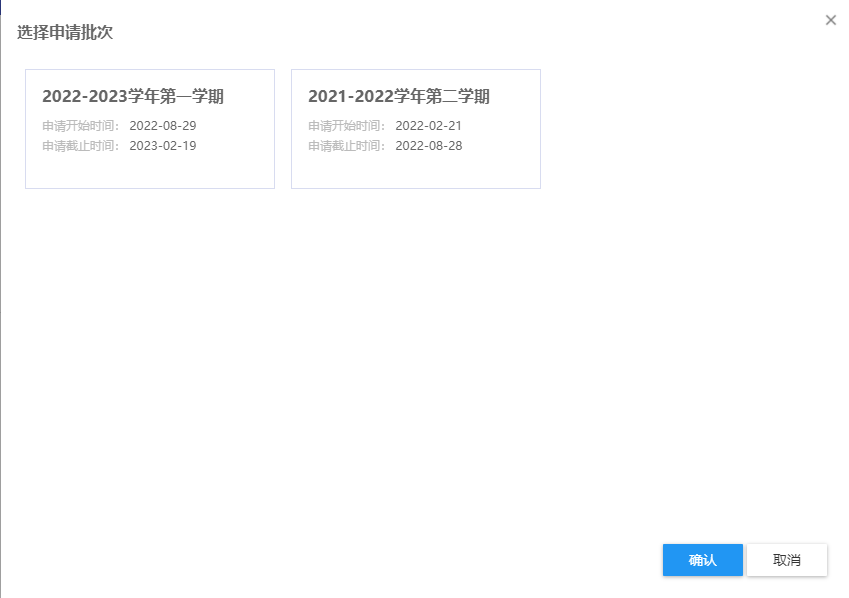 选择申请批次
2022-2023学年第一学期
申请开始时间： 2022-08-29
申请截止时间： 2023-02-19
2021-2022学年第二学期
申请开始时间： 2022-02-21
申请截止时间： 2022-08-28
确认
取消